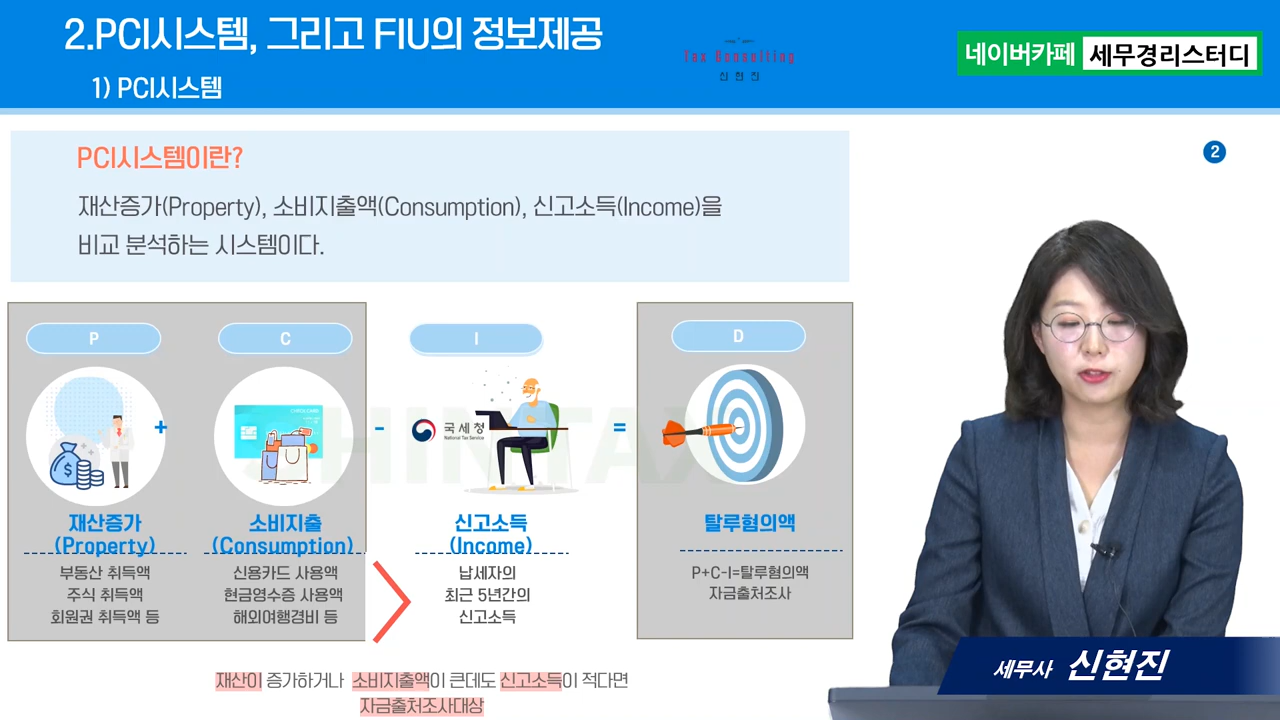 2.PCI시스템, 그리고 FIU의 정보제공
1) PCI시스템
Tax Consulting
신현진
네이버카페 세무경리스터디
2
PCI시스템이란?
재산증가(Property), 소비지출액(Consumption), 신고소득(Income)을
비교 분석하는 시스템이다.
P
C
I
D
+
-
국세청
National Tax Service
=
SHINTAX
재산증가
(Property)
부동산 취득액
주식 취득액
회원권 취득액 등
소비지출
(Consumption)
신용카드 사용액
현금영수증 사용액
해외여행경비 등
신고소득
(Income)
납세자의
최근 5년간의
신고소득
탈루혐의액
P+C-I=탈루혐의액
자금출처조사
재산이 증가하거나 소비지출액이 큰데도 신고소득이 적다면
자금출처조사대상
세무사 신현진